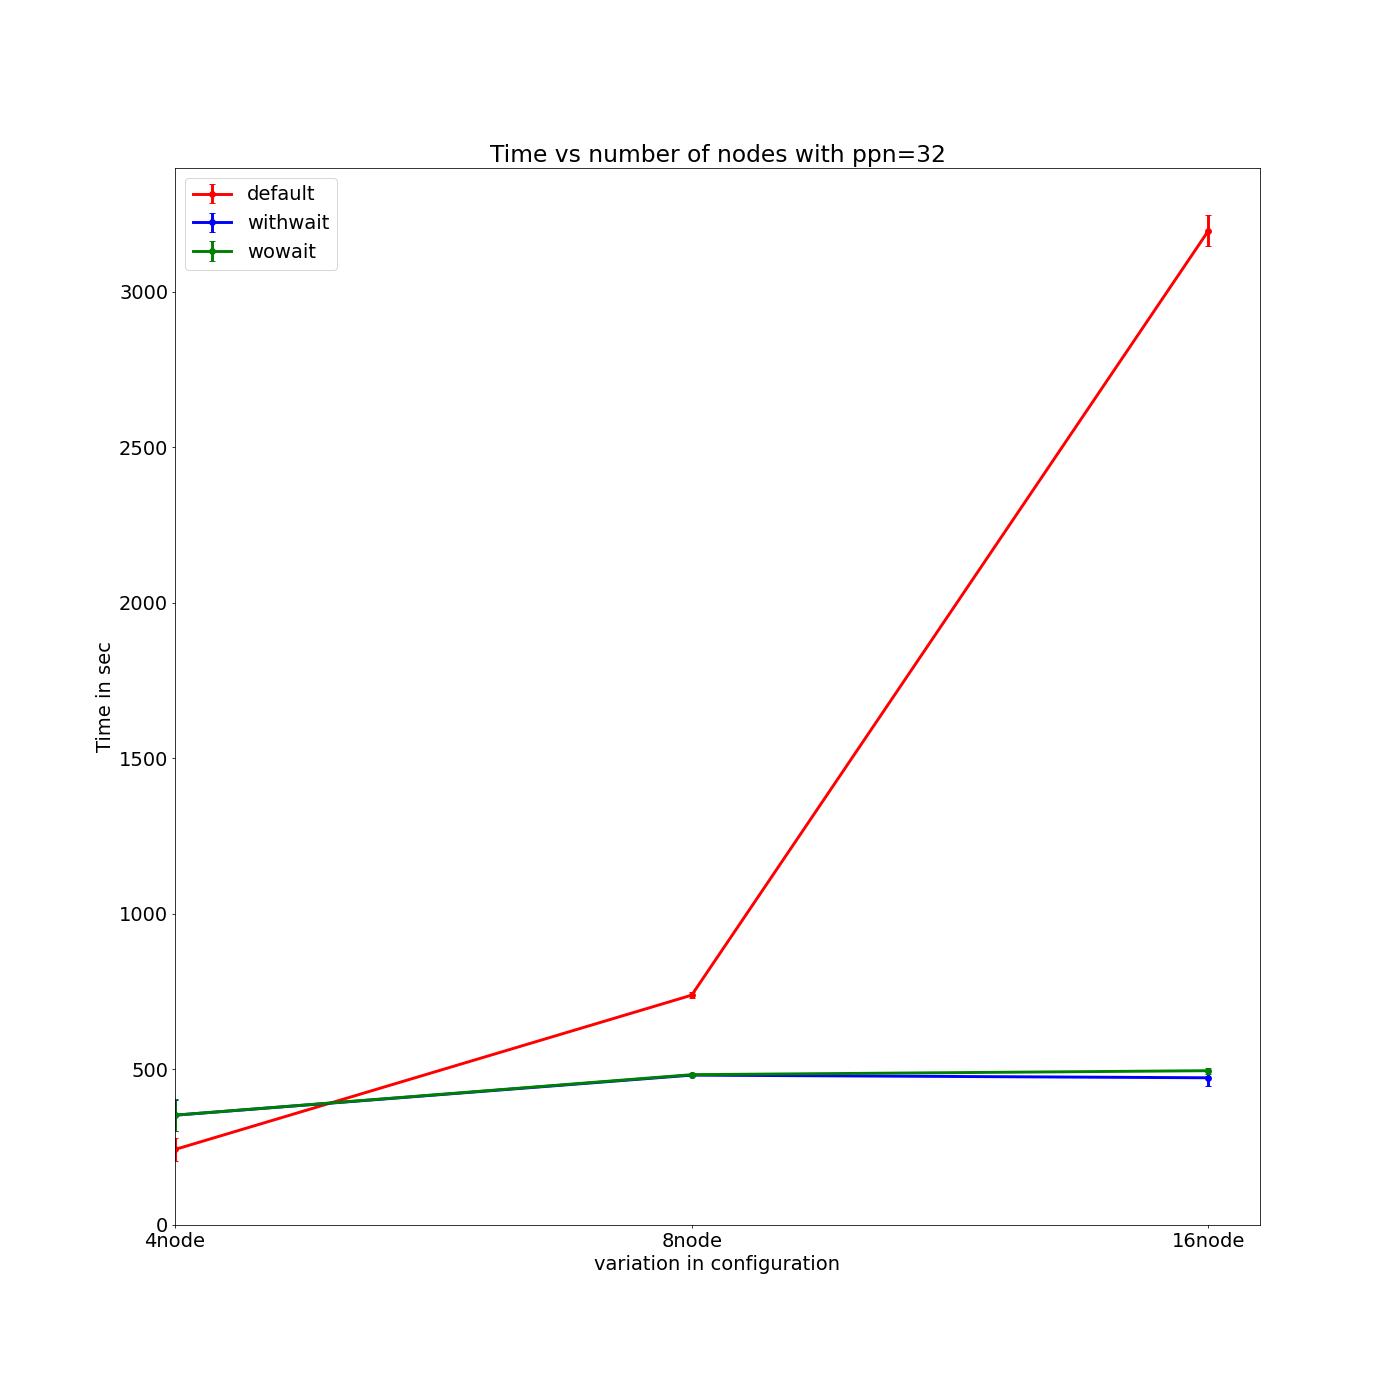 Time vs number of nodes with ppn=32
default
withwait
wowait
3000
2500
2000
1500
1000
500
0
Time in sec
4node
8node
16node
variation in configuration